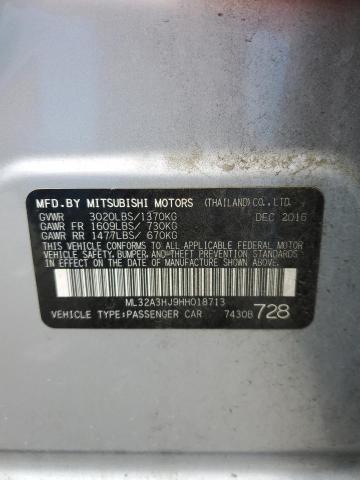 MFD.BY MITSUBISHI MOTORS (THAILAND)CO.,LTD.
GVWR 3020LBS/1370KG DEC 2016
GAWR FR 1609LBS/ 730KG
GAWR RR 1477LBS/ 670KG
THIS VEHICLE CONFORMS TO ALL APPLICABLE
FEDERAL MOTOR VEHICLE
SAFETY, BUMPER, AND THEFT PREVENTION
STANDARDS IN EFFECT ON THE DATE OF
MANUFACTURE SHOWN ABOVE.
ML32A3HJ9HH018713
VEHICLE TYPE:PASSENGER CAR 74308 728